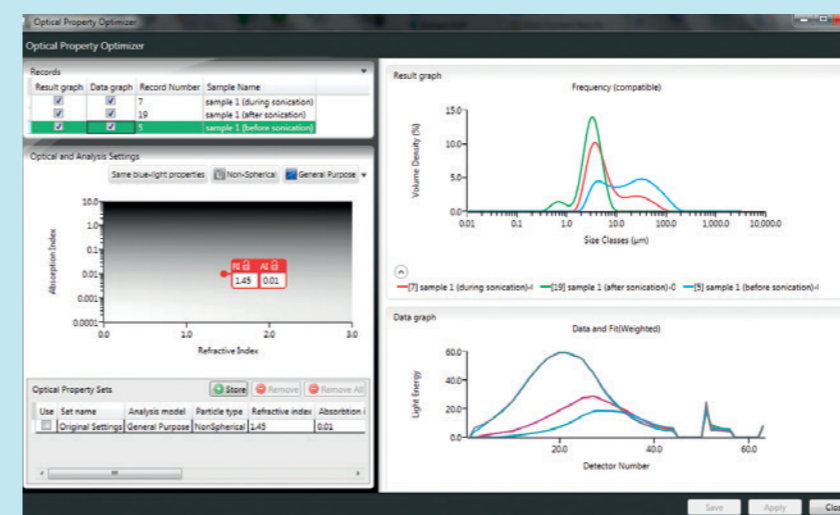 Optical Property Optimizer
Optical Property Optimizer
Records
Result graph Data graph Record Number Sample Name
7 sample 1 (during sonication)
19 sample 1 (after sonication)
5 sample 1 (before sonication)
Optical and Analysis Settings
Same blue-light properties Non-Spherical General Purpose
Absorption Index
10.0
1.0
0.1
0.01
0.001
0.0001
RI AI
1.45 0.01
0.0 1.0 2.0 3.0
Refractive Index
Optical Property Sets Store Remove Remove All
Use Set name Analysis model Particle type Refractive index Absorbtion i
Original Settings General Purpose NonSpherical 1.45 0.01
Result graph
Frequency (compatible)
Volume Density (%)
15.0
10.0
5.0
0.0
0.01 0.1 1.0 10.0 100.0 1,000.0 10,000.0
Size Classes (µm)
[7] sample 1 (during sonication)-4 [19] sample 1 (after sonication)-0 [5] sample 1 (before sonication)-4
Data graph
Data and Fit(Weighted)
Light Energy
60.0
40.0
20.0
0.0
20.0 40.0 60.0
Detector Number
Save Apply Clos